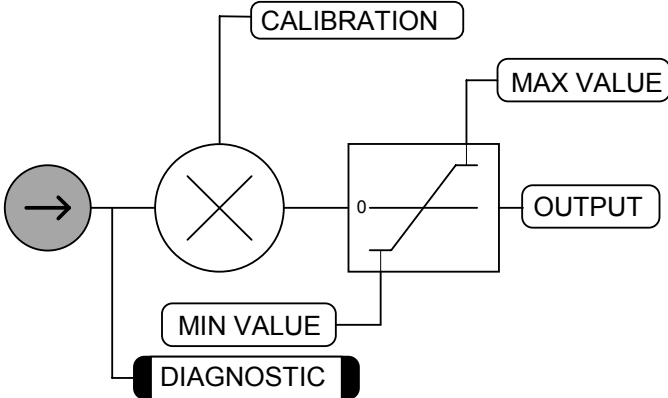 CALIBRATION
MAX VALUE
0
OUTPUT
MIN VALUE
DIAGNOSTIC